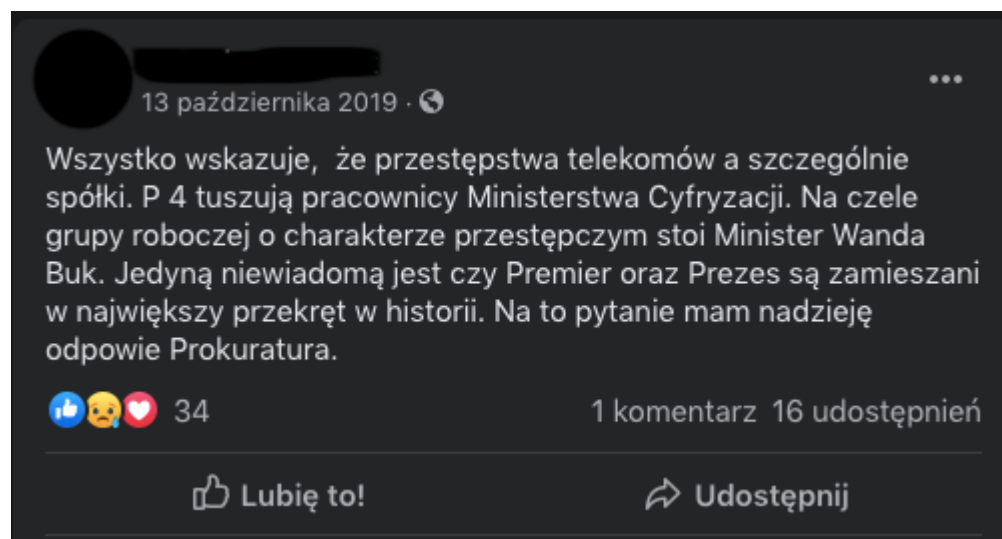 13 października 2019 ·
Wszystko wskazuje, że przestępstwa telekomów a szczególnie
spółki. P 4 tuszują pracownicy Ministerstwa Cyfryzacji. Na czele
grupy roboczej o charakterze przestępczym stoi Minister Wanda
Buk. Jedyną niewiadomą jest czy Premier oraz Prezes są zamieszani
w największy przekręt w historii. Na to pytanie mam nadzieję
odpowie Prokuratura.
34 1 komentarz 16 udostępnień
Lubię to! Udostępnij